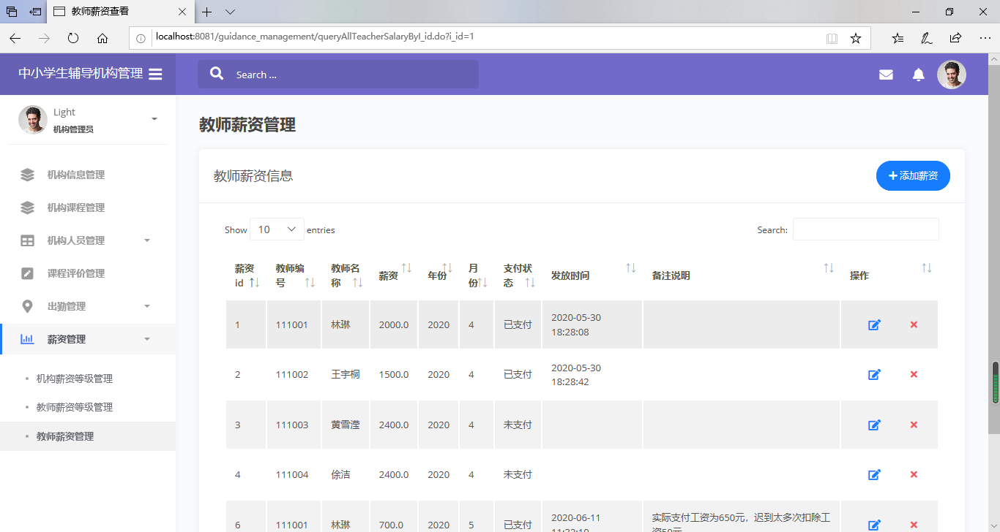 教师薪资查看
localhost:8081/guidance_management/queryAllTeacherSalaryByI_id.do?i_id=1
中小学生辅导机构管理
Search ...
Light
机构管理员
机构信息管理
机构课程管理
机构人员管理
课程评价管理
出勤管理
薪资管理
机构薪资等级管理
教师薪资等级管理
教师薪资管理
教师薪资管理
教师薪资信息
添加薪资
Show 10 entries
Search:
薪资id 教师编号 教师名称 薪资 年份 月份 支付状态 发放时间 备注说明 操作
1 111001 林琳 2000.0 2020 4 已支付 2020-05-30 18:28:08
2 111002 王宇桐 1500.0 2020 4 已支付 2020-05-30 18:28:42
3 111003 黄雪滢 2400.0 2020 4 未支付
4 111004 徐洁 2400.0 2020 4 未支付
6 111001 林琳 700.0 2020 5 已支付 2020-06-11 11:22:10 实际支付工资为650元，迟到太多次扣除工资50元